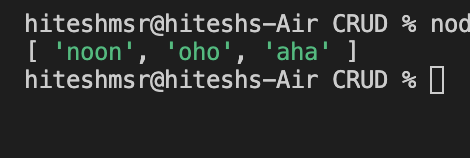 hiteshmsr@hiteshs-Air CRUD % nod
[ 'noon', 'oho', 'aha' ]
hiteshmsr@hiteshs-Air CRUD %